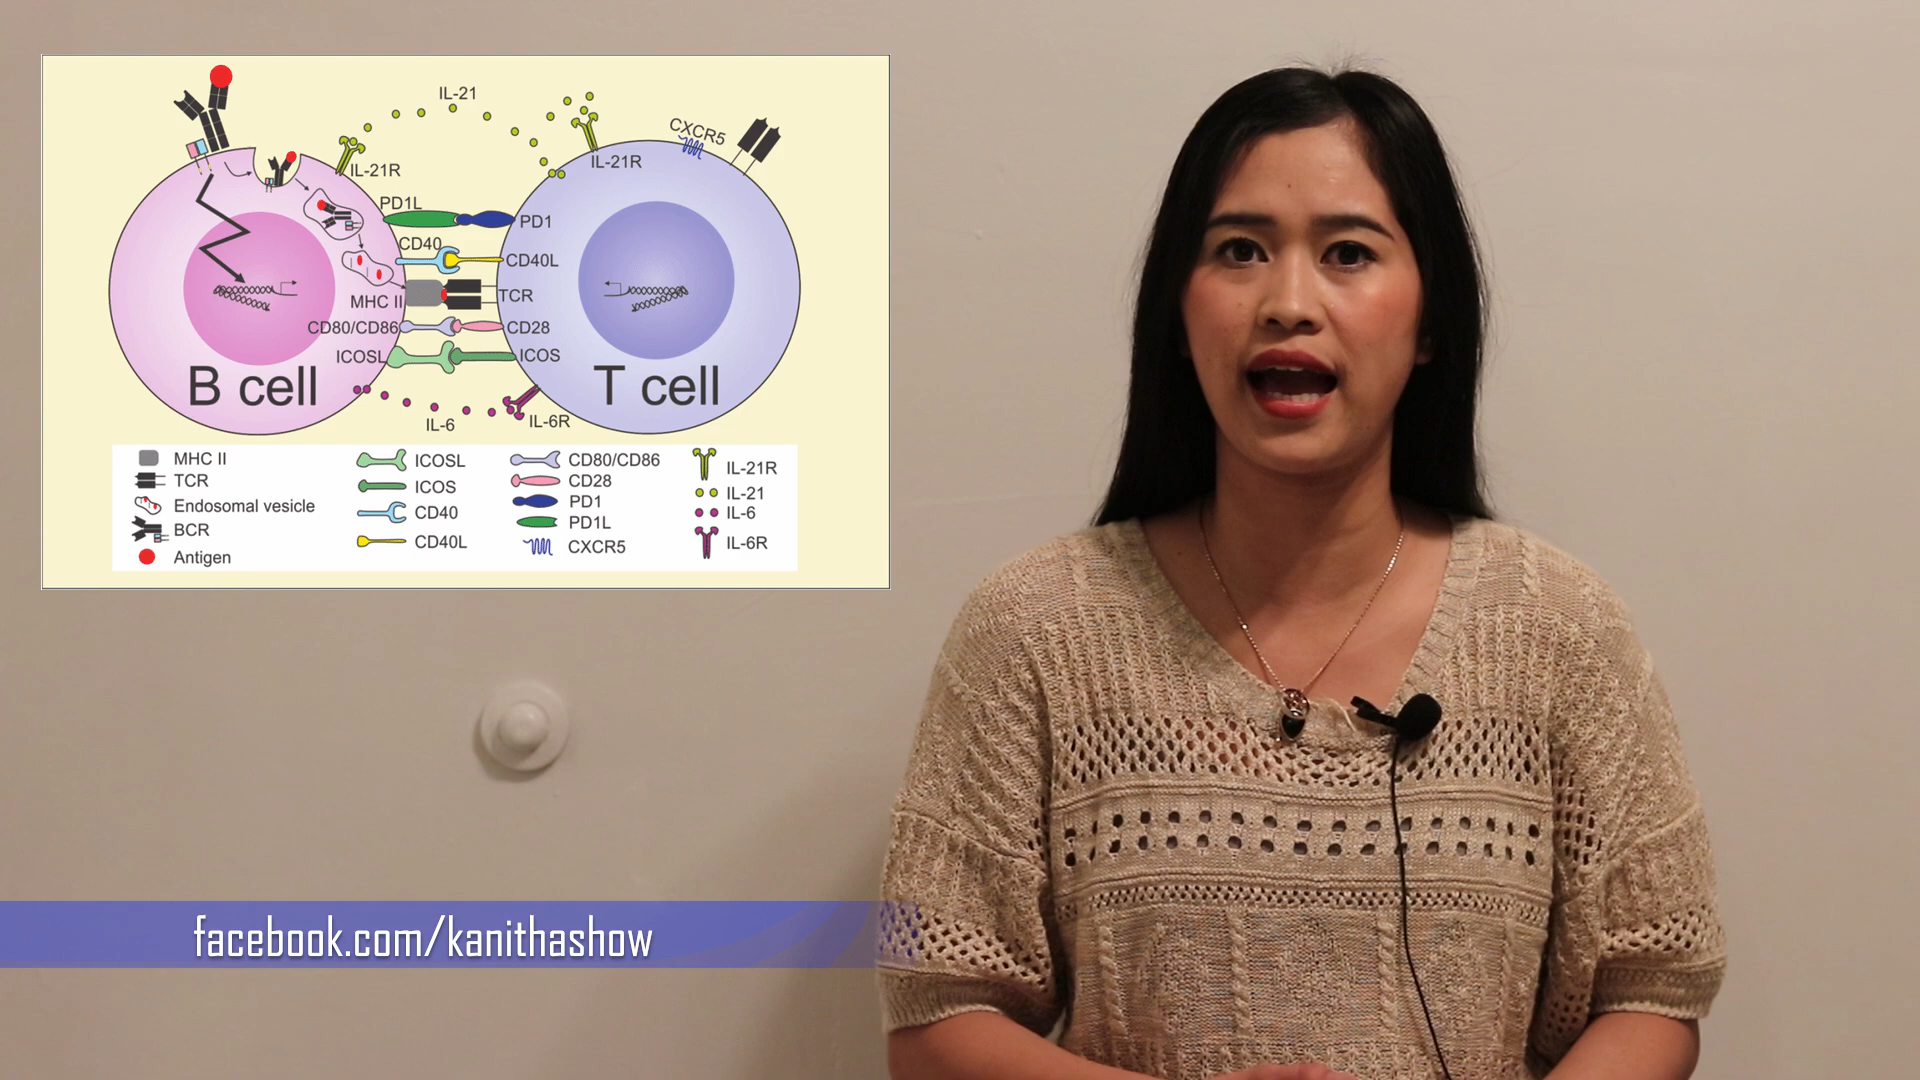 IL-21
IL-21R
IL-21R
CXCR5
PD1L
PD1
CD40
CD40L
MHC II
TCR
CD80/CD86
CD28
ICOSL
ICOS
B cell
T cell
IL-6
IL-6R
MHC II
TCR
Endosomal vesicle
BCR
Antigen
ICOSL
ICOS
CD40
CD40L
CD80/CD86
CD28
PD1
PD1L
CXCR5
IL-21R
IL-21
IL-6
IL-6R
facebook.com/kanithashow